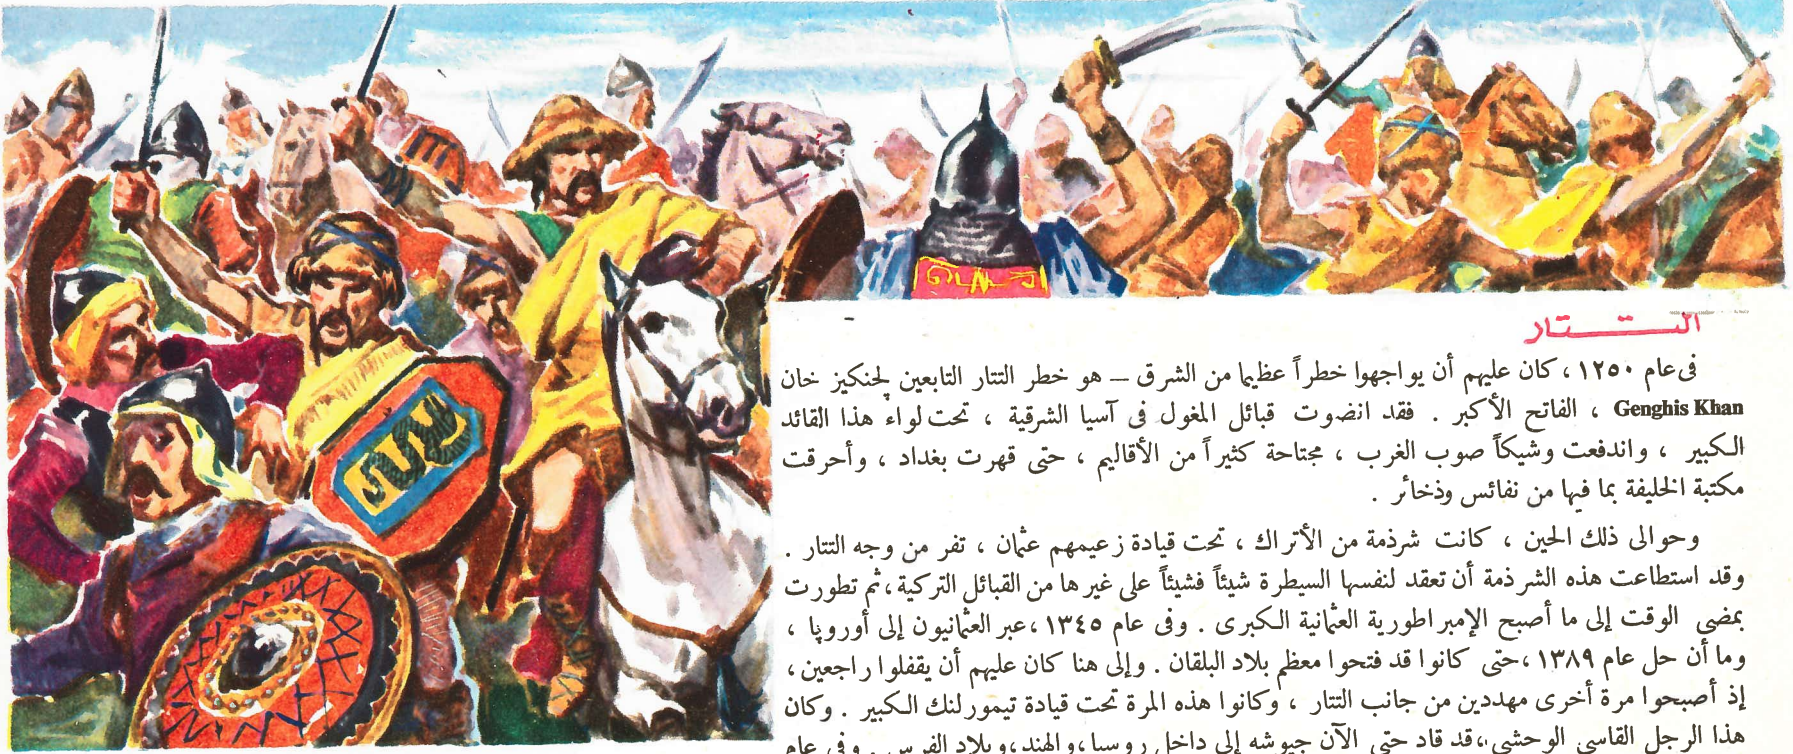 التتار
فى عام ١٢٥٠ ، كان عليهم أن يواجهوا خطراً عظيما من الشرق – هو خطر التتار التابعين لجنكيز خان
Genghis Khan ، الفاتح الأكبر . فقد انضوت قبائل المغول فى آسيا الشرقية ، تحت لواء هذا القائد
الكبير ، واندفعت وشيكاً صوب الغرب ، مجتاحة كثيراً من الأقاليم ، حتى قهرت بغداد ، وأحرقت
مكتبة الخليفة بما فيها من نفائس وذخائر .
وحوالى ذلك الحين ، كانت شرذمة من الأتراك ، تحت قيادة زعيمهم عثمان ، تفر من وجه التتار .
وقد استطاعت هذه الشرذمة أن تعقد لنفسها السيطرة شيئاً فشيئاً على غيرها من القبائل التركية ، ثم تطورت
بمضى الوقت إلى ما أصبح الإمبراطورية العثمانية الكبرى . وفى عام ١٣٤٥ ، عبر العثمانيون إلى أوروپا ،
وما أن حل عام ١٣٨٩ ، حتى كانوا قد فتحوا معظم بلاد البلقان . وإلى هنا كان عليهم أن يقفلوا راجعين ،
إذ أصبحوا مرة أخرى مهددين من جانب التتار ، وكانوا هذه المرة تحت قيادة تيمورلنك الكبير . وكان
هذا الرجل القاسى الوحشى ، قد قاد حتى الآن جيوشه إلى داخل روسيا ، والهند ، وبلاد الفرس . وفى عام